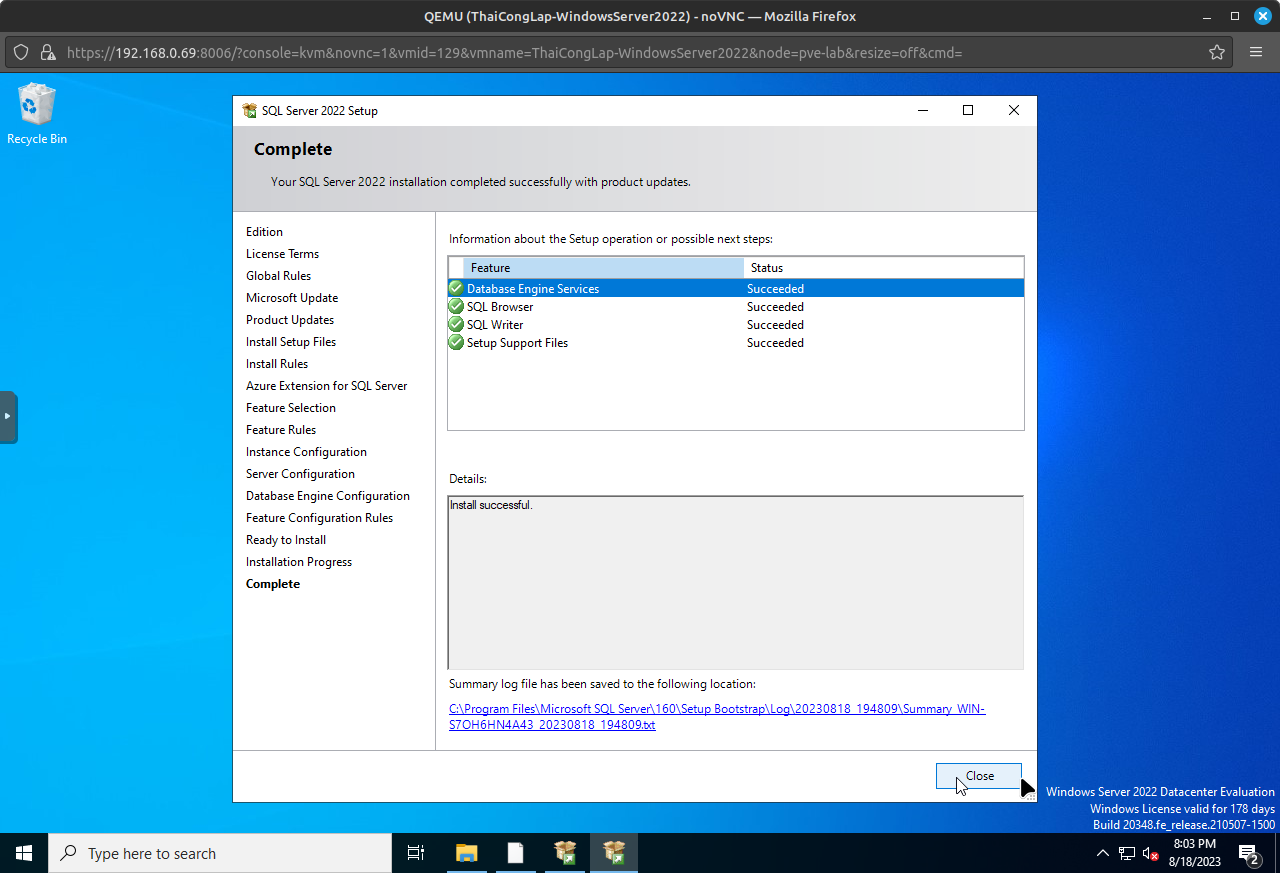 QEMU (ThaiCongLap-WindowsServer2022) - noVNC — Mozilla Firefox
https://192.168.0.69:8006/?console=kvm&novnc=1&vmid=129&vmname=ThaiCongLap-WindowsServer2022&node=pve-lab&resize=off&cmd=
Recycle Bin
SQL Server 2022 Setup
Complete
Your SQL Server 2022 installation completed successfully with product updates.
Edition
License Terms
Global Rules
Microsoft Update
Product Updates
Install Setup Files
Install Rules
Azure Extension for SQL Server
Feature Selection
Feature Rules
Instance Configuration
Server Configuration
Database Engine Configuration
Feature Configuration Rules
Ready to Install
Installation Progress
Complete
Information about the Setup operation or possible next steps:
Feature Status
Database Engine Services Succeeded
SQL Browser Succeeded
SQL Writer Succeeded
Setup Support Files Succeeded
Details:
Install successful.
Summary log file has been saved to the following location:
C:\Program Files\Microsoft SQL Server\160\Setup Bootstrap\Log\20230818_194809\Summary_WIN-
S7OH6HN4A43_20230818_194809.txt
Close
Windows Server 2022 Datacenter Evaluation
Windows License valid for 178 days
Build 20348.fe_release.210507-1500
Type here to search
8:03 PM
8/18/2023
2